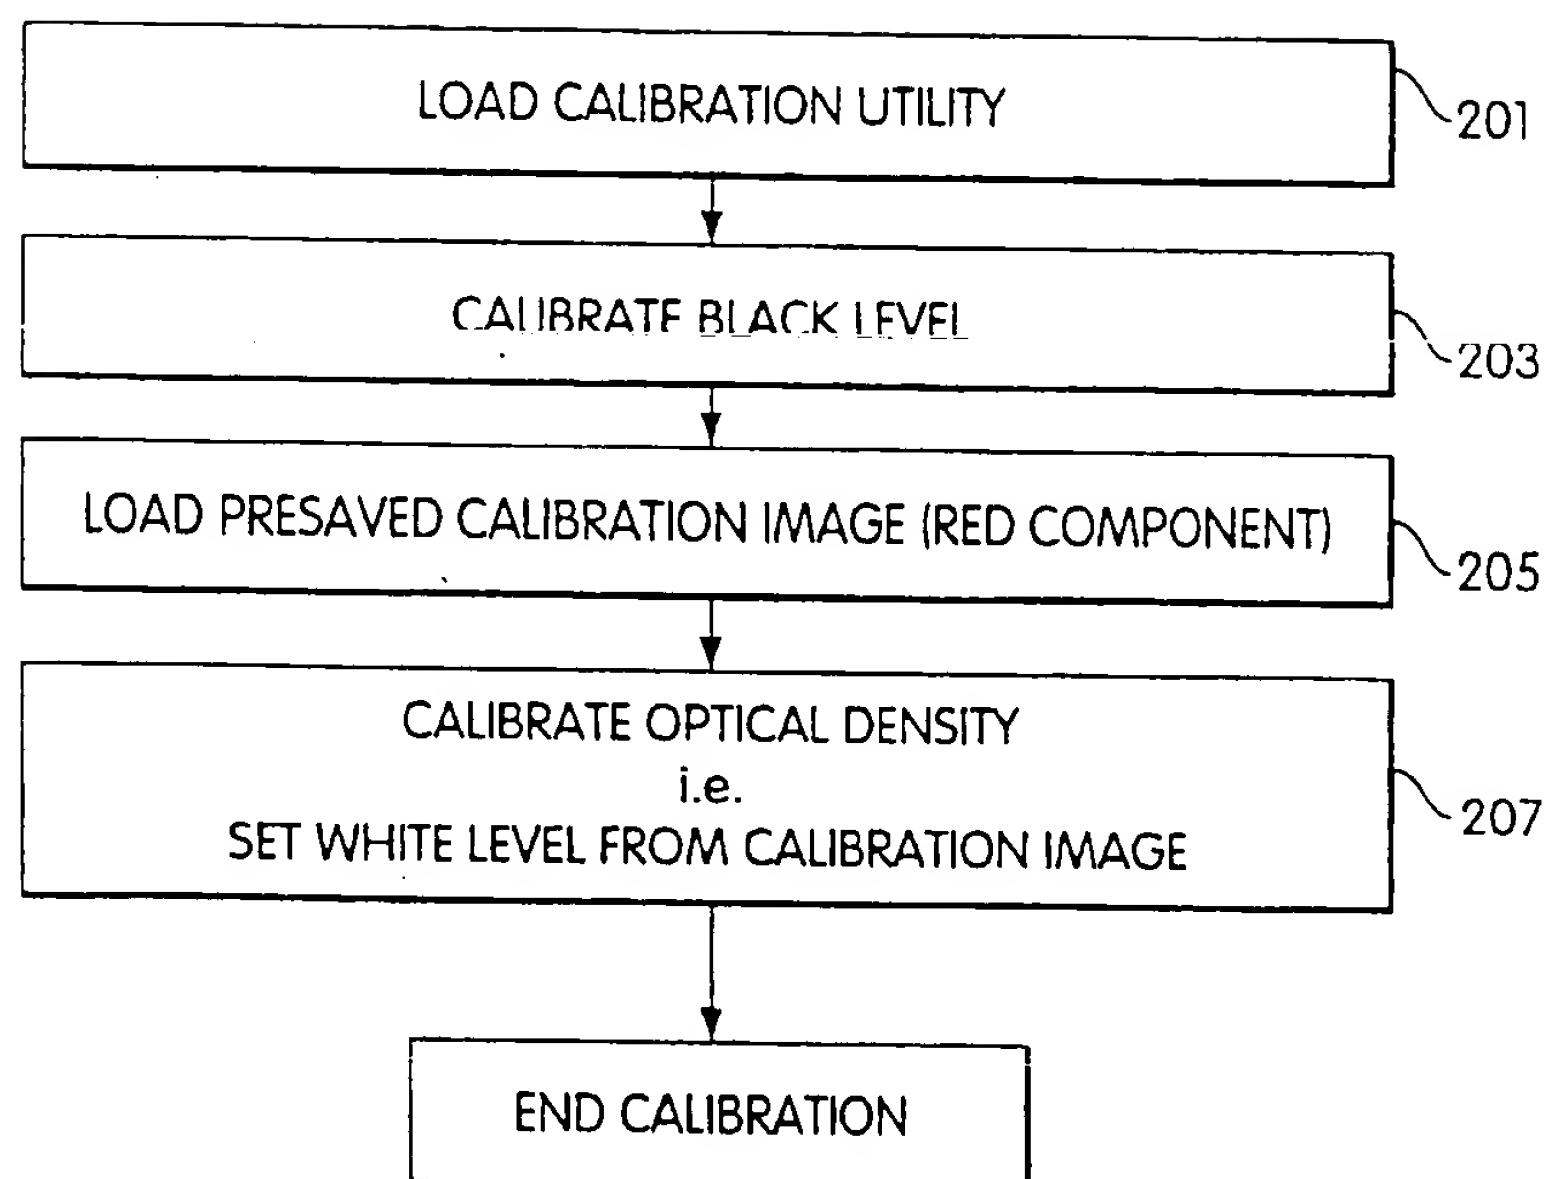 LOAD CALIBRATION UTILITY
201
CALIBRATE BLACK LEVEL
203
LOAD PRESAVED CALIBRATION IMAGE (RED COMPONENT)
205
CALIBRATE OPTICAL DENSITY
i.e.
SET WHITE LEVEL FROM CALIBRATION IMAGE
207
END CALIBRATION